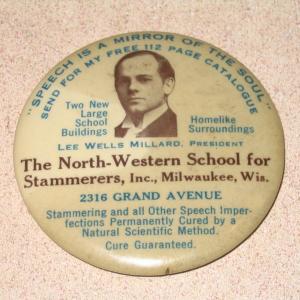 "SPEECH IS A MIRROR OF THE SOUL"
SEND FOR MY FREE 112 PAGE CATALOGUE
Two New
Large
School
Buildings
Homelike
Surroundings
LEE WELLS MILLARD, PRESIDENT
The North-Western School for
Stammerers, Inc., Milwaukee, Wis.
2316 GRAND AVENUE
Stammering and all Other Speech Imper-
fections Permanently Cured by a
Natural Scientific Method.
Cure Guaranteed.